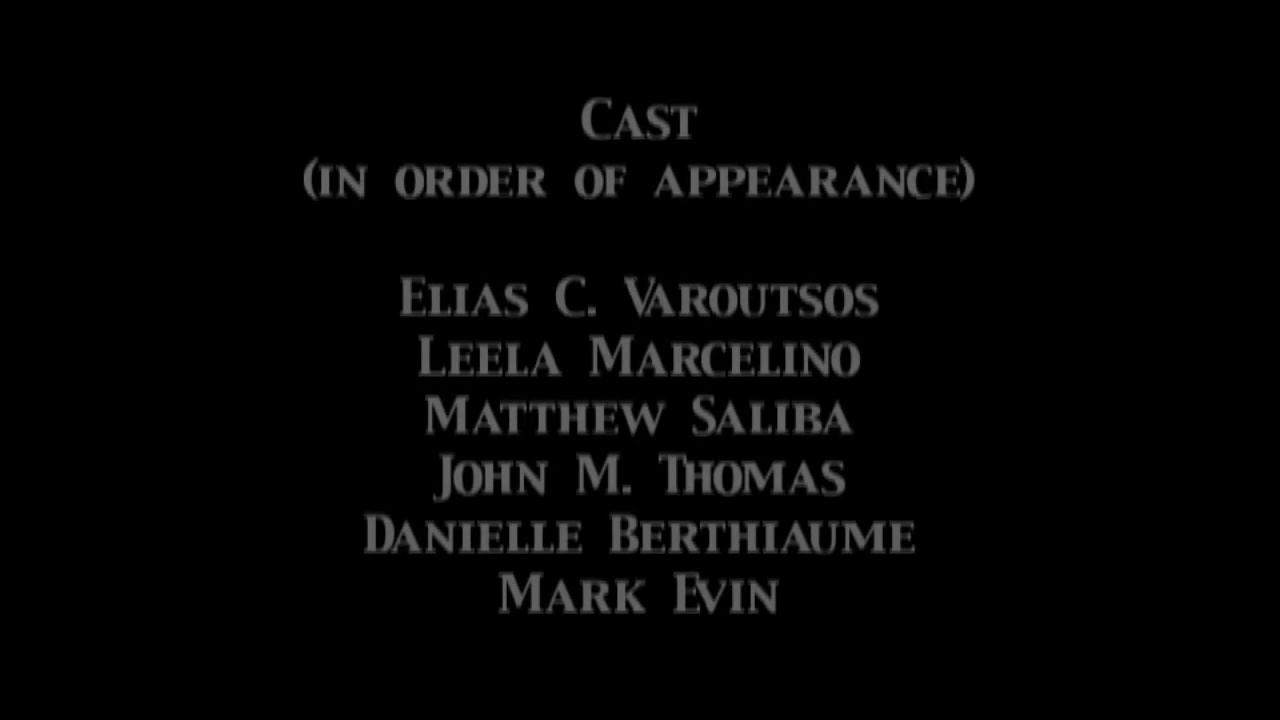 Cast
(in order of appearance)
Elias C. Varoutsos
Leela Marcelino
Matthew Saliba
John M. Thomas
Danielle Berthiaume
Mark Evin